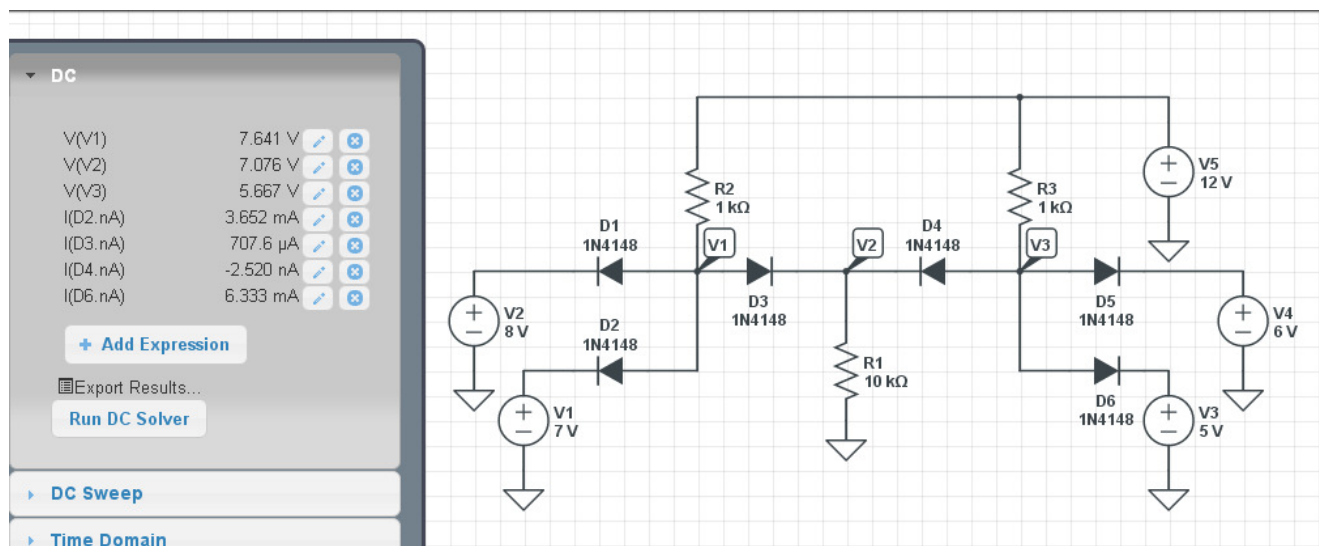 DC
V(V1) 7.641 V
V(V2) 7.076 V
V(V3) 5.667 V
I(D2.nA) 3.652 mA
I(D3.nA) 707.6 µA
I(D4.nA) -2.520 nA
I(D6.nA) 6.333 mA
+ Add Expression
Export Results...
Run DC Solver
DC Sweep
Time Domain
R2
1 kΩ
R3
1 kΩ
V5
12 V
D1
1N4148
V1
V2
D4
1N4148
V3
D3
1N4148
D5
1N4148
V2
8 V
D2
1N4148
V4
6 V
R1
10 kΩ
D6
1N4148
V1
7 V
V3
5 V